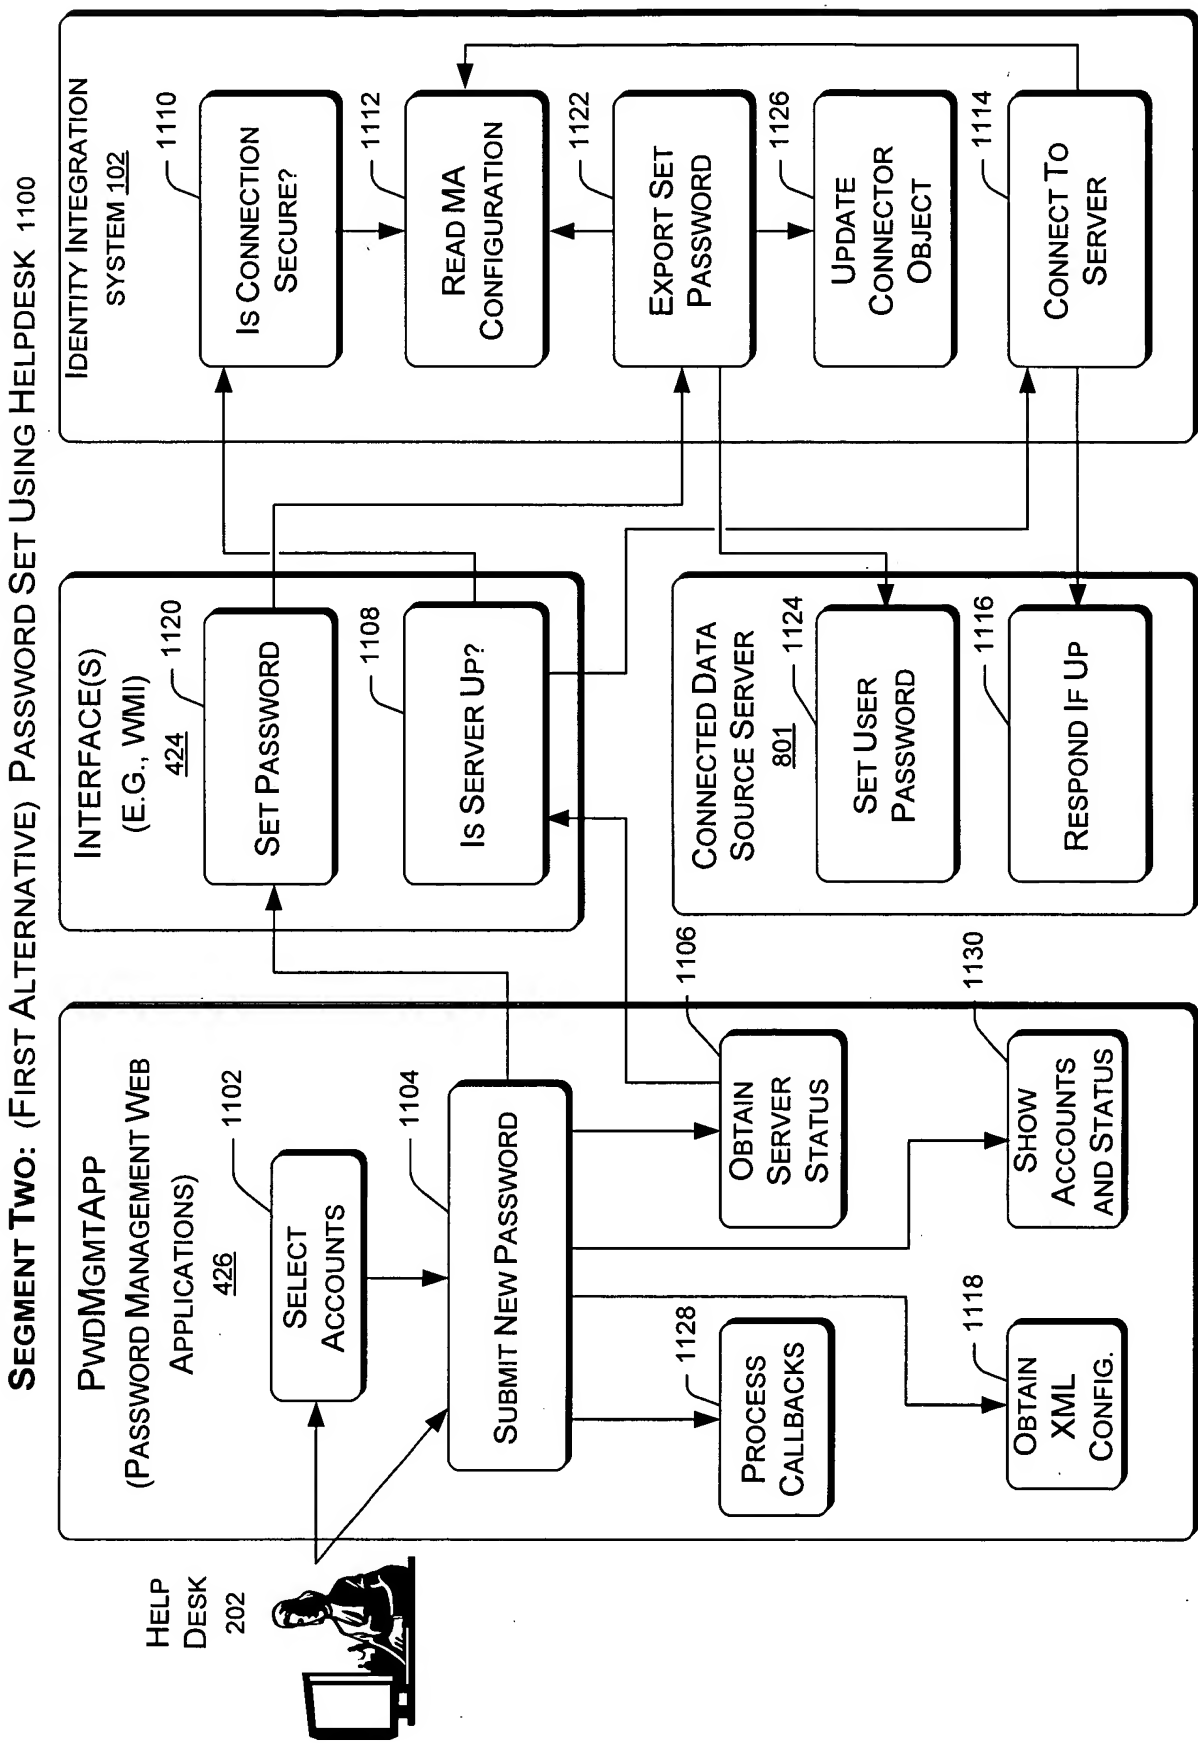 SEGMENT TWO: (FIRST ALTERNATIVE) PASSWORD SET USING HELPDESK 1100
HELP
DESK
202
PWDMGMTAPP
(PASSWORD MANAGEMENT WEB
APPLICATIONS)
426
SELECT
ACCOUNTS
1102
SUBMIT NEW PASSWORD
1104
PROCESS
CALLBACKS
1128
OBTAIN
SERVER
STATUS
1106
OBTAIN
XML
CONFIG.
1118
SHOW
ACCOUNTS
AND STATUS
1130
INTERFACE(S)
(E.G., WMI)
424
SET PASSWORD
1120
IS SERVER UP?
1108
CONNECTED DATA
SOURCE SERVER
801
SET USER
PASSWORD
1124
RESPOND IF UP
1116
IDENTITY INTEGRATION
SYSTEM 102
IS CONNECTION
SECURE?
1110
READ MA
CONFIGURATION
1112
EXPORT SET
PASSWORD
1122
UPDATE
CONNECTOR
OBJECT
1126
CONNECT TO
SERVER
1114